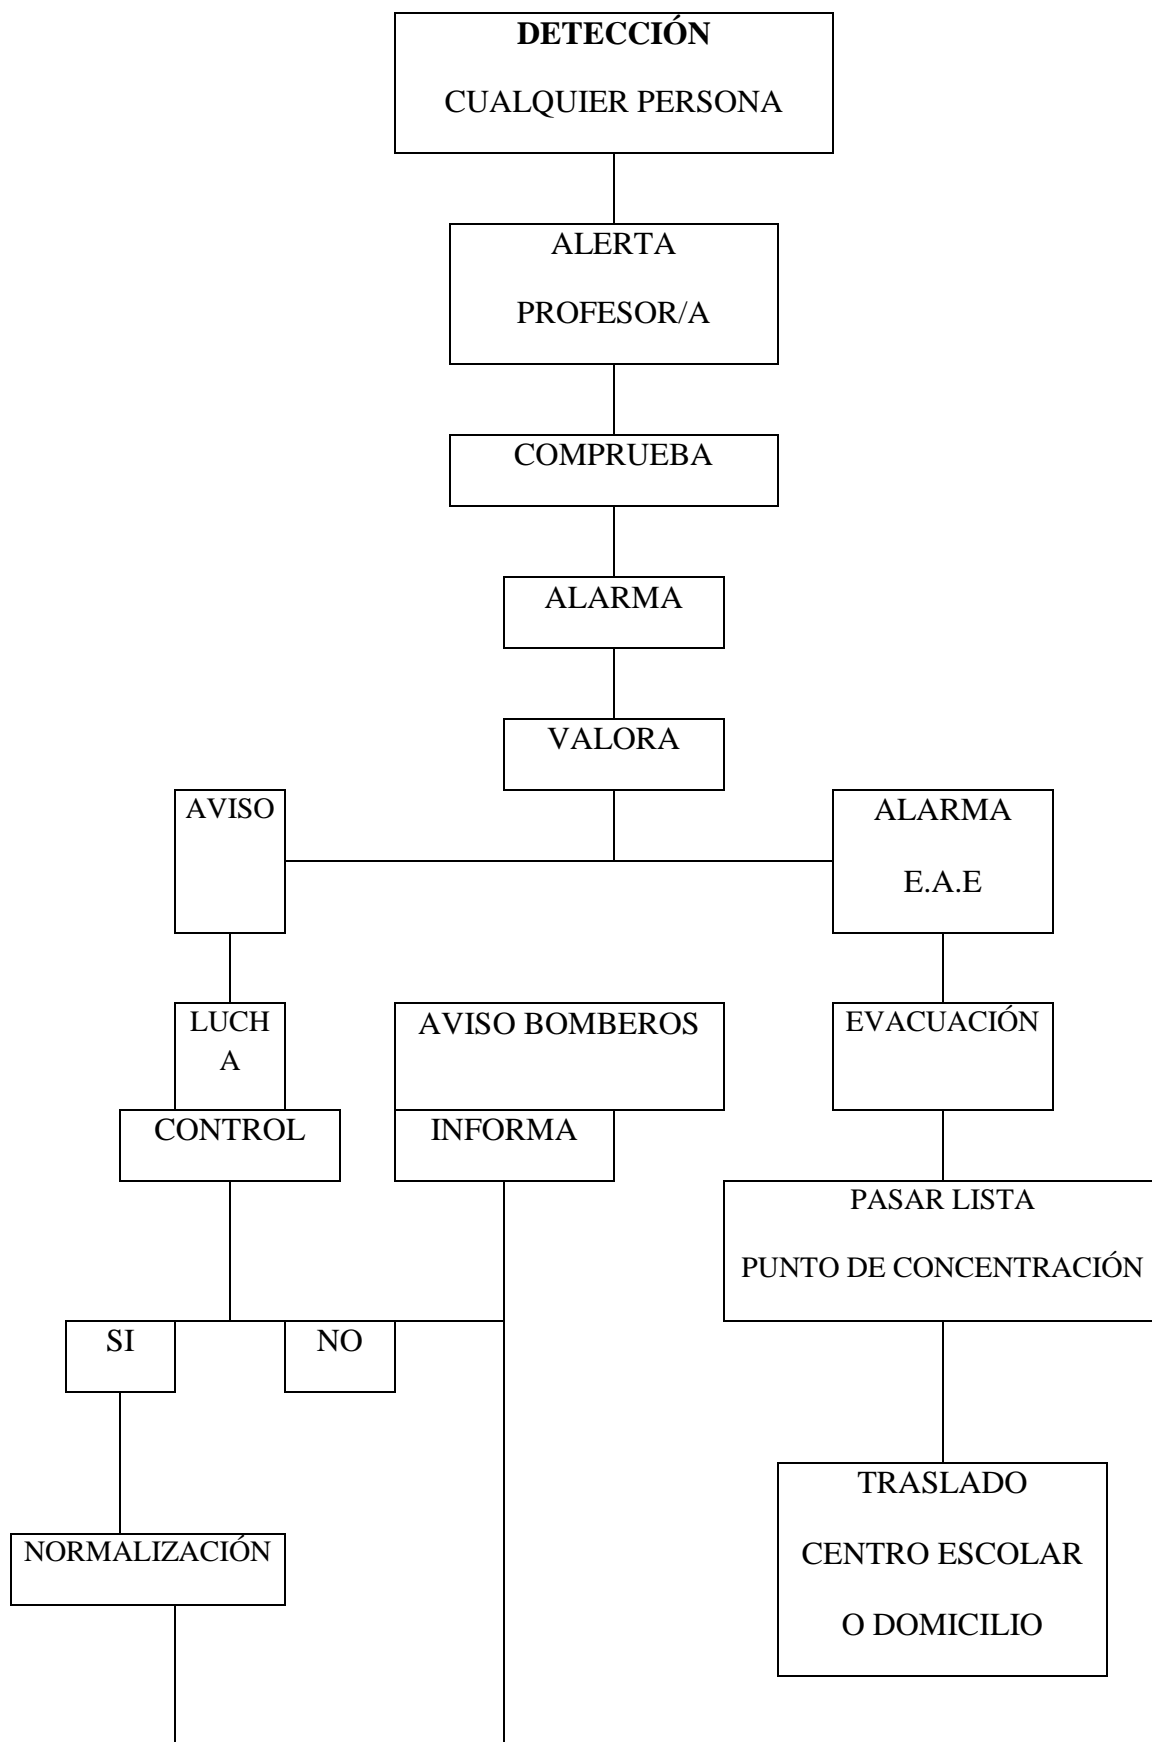 DETECCIÓN
CUALQUIER PERSONA
ALERTA
PROFESOR/A
COMPRUEBA
ALARMA
VALORA
AVISO
ALARMA
E.A.E
LUCH
A
AVISO BOMBEROS
EVACUACIÓN
CONTROL
INFORMA
PASAR LISTA
PUNTO DE CONCENTRACIÓN
SI
NO
TRASLADO
CENTRO ESCOLAR
O DOMICILIO
NORMALIZACIÓN